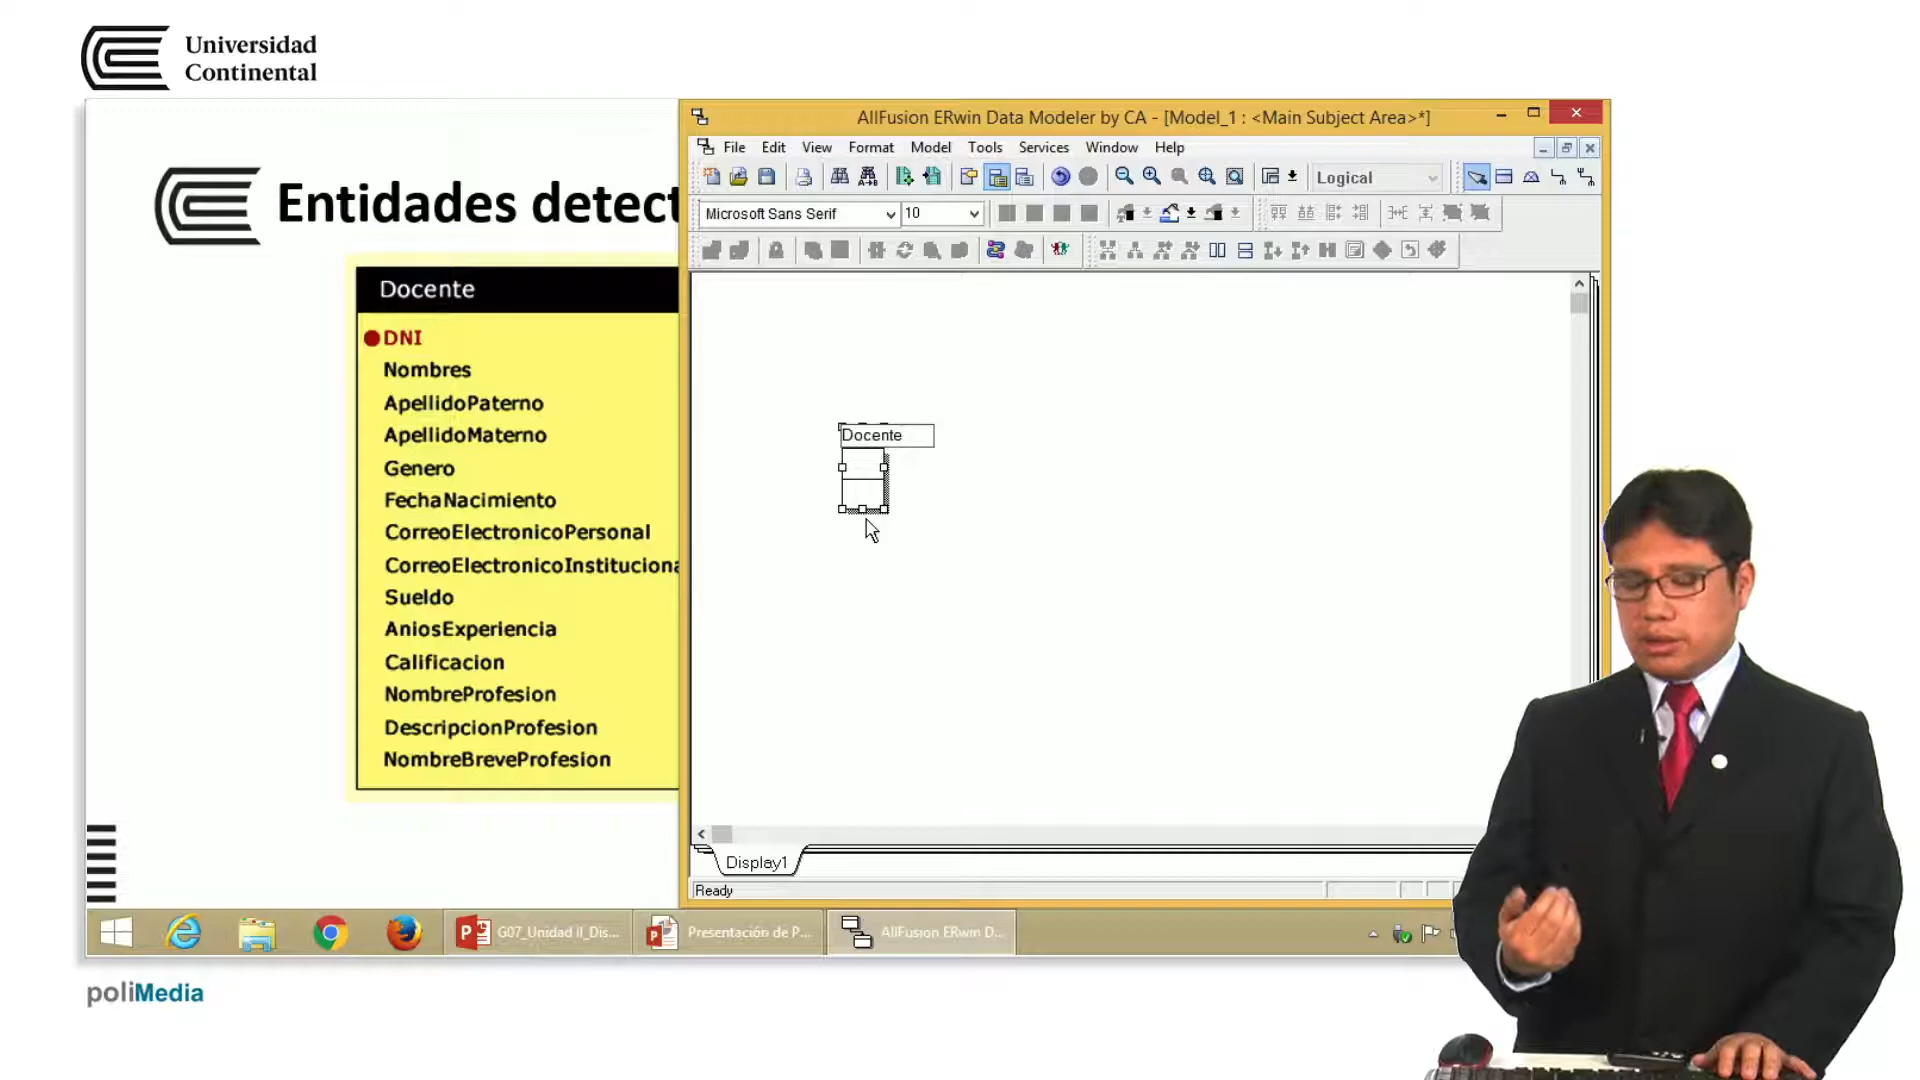 Universidad
Continental
AllFusion ERwin Data Modeler by CA - [Model_1 : <Main Subject Area>*]
File Edit View Format Model Tools Services Window Help
Logical
Microsoft Sans Serif 10
Entidades detect
Docente
DNI
Nombres
ApellidoPaterno
ApellidoMaterno
Genero
FechaNacimiento
CorreoElectronicoPersonal
CorreoElectronicoInstituciona
Sueldo
AniosExperiencia
Calificacion
NombreProfesion
DescripcionProfesion
NombreBreveProfesion
Docente
Display1
Ready
G07_Unidad II_Dis...
Presentación de P...
AllFusion ERwin D...
poliMedia